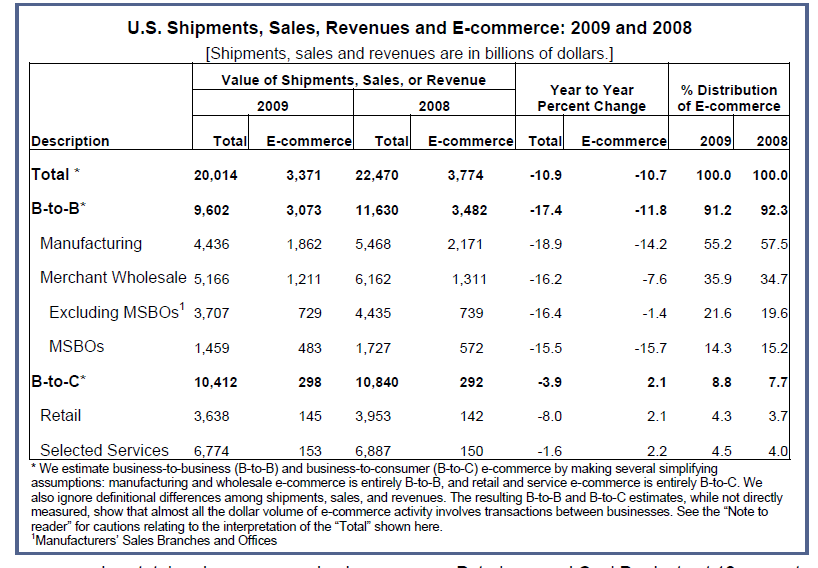 U.S. Shipments, Sales, Revenues and E-commerce: 2009 and 2008
[Shipments, sales and revenues are in billions of dollars.]
Value of Shipments, Sales, or Revenue
Year to Year
Percent Change
% Distribution
of E-commerce
2009 2008
Description Total E-commerce Total E-commerce Total E-commerce 2009 2008
Total * 20,014 3,371 22,470 3,774 -10.9 -10.7 100.0 100.0
B-to-B* 9,602 3,073 11,630 3,482 -17.4 -11.8 91.2 92.3
Manufacturing 4,436 1,862 5,468 2,171 -18.9 -14.2 55.2 57.5
Merchant Wholesale 5,166 1,211 6,162 1,311 -16.2 -7.6 35.9 34.7
Excluding MSBOs1 3,707 729 4,435 739 -16.4 -1.4 21.6 19.6
MSBOs 1,459 483 1,727 572 -15.5 -15.7 14.3 15.2
B-to-C* 10,412 298 10,840 292 -3.9 2.1 8.8 7.7
Retail 3,638 145 3,953 142 -8.0 2.1 4.3 3.7
Selected Services 6,774 153 6,887 150 -1.6 2.2 4.5 4.0
* We estimate business-to-business (B-to-B) and business-to-consumer (B-to-C) e-commerce by making several simplifying
assumptions: manufacturing and wholesale e-commerce is entirely B-to-B, and retail and service e-commerce is entirely B-to-C. We
also ignore definitional differences among shipments, sales, and revenues. The resulting B-to-B and B-to-C estimates, while not directly
measured, show that almost all the dollar volume of e-commerce activity involves transactions between businesses. See the “Note to
reader” for cautions relating to the interpretation of the “Total” shown here.
1Manufacturers’ Sales Branches and Offices